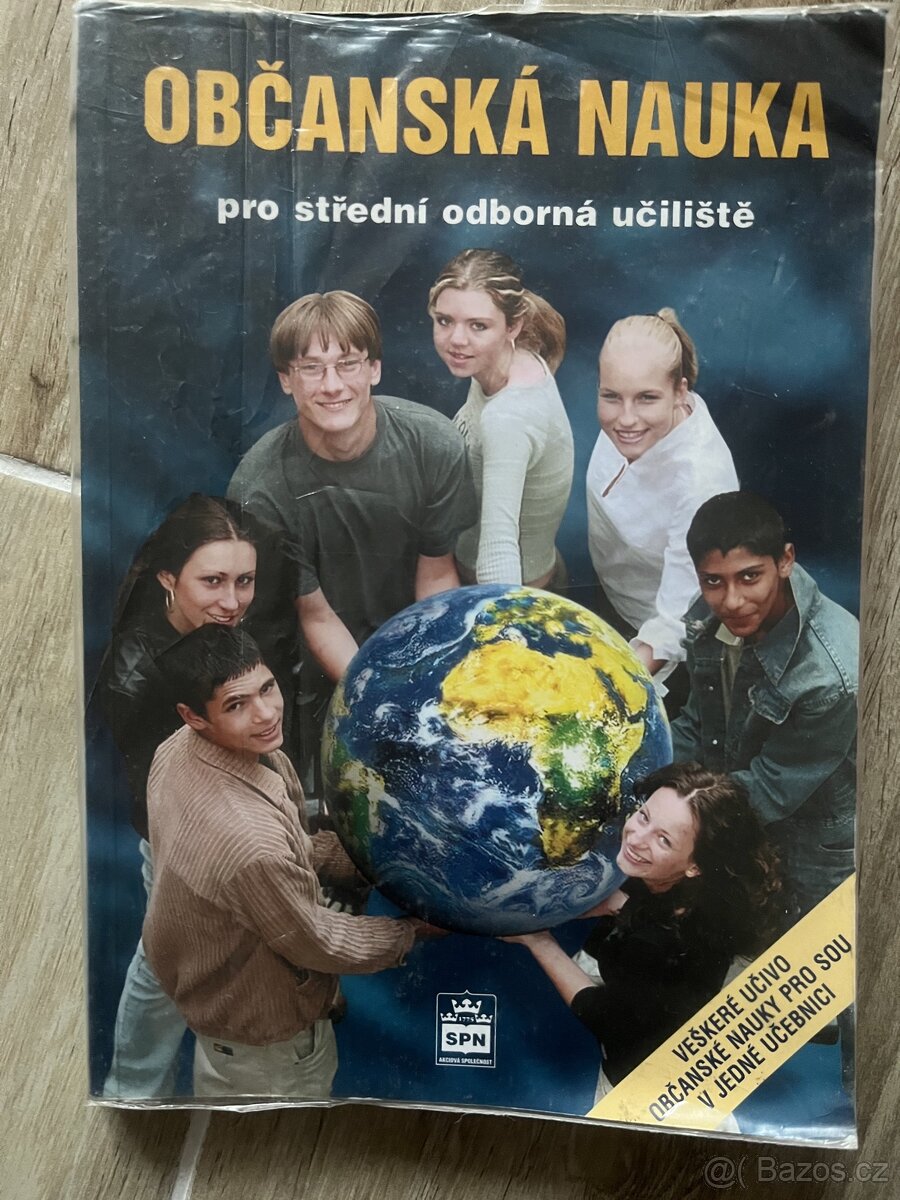 OBČANSKÁ NAUKA
pro střední odborná učiliště
VEŠKERÉ UČIVO
OBČANSKÉ NAUKY PRO SOU
V JEDNÉ UČEBNICI
1775
SPN
AKCIOVÁ SPOLEČNOST
@( Bazos.cz